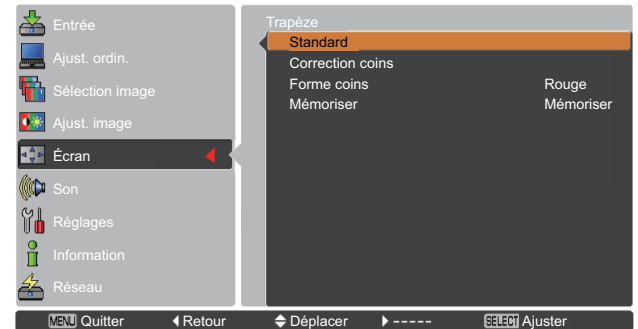 Entrée
Ajust. ordin.
Sélection image
Ajust. image
Écran
Son
Réglages
Information
Réseau
Trapèze
Standard
Correction coins
Forme coins Rouge
Mémoriser Mémoriser
MENU Quitter Retour Déplacer ----- SELECT Ajuster